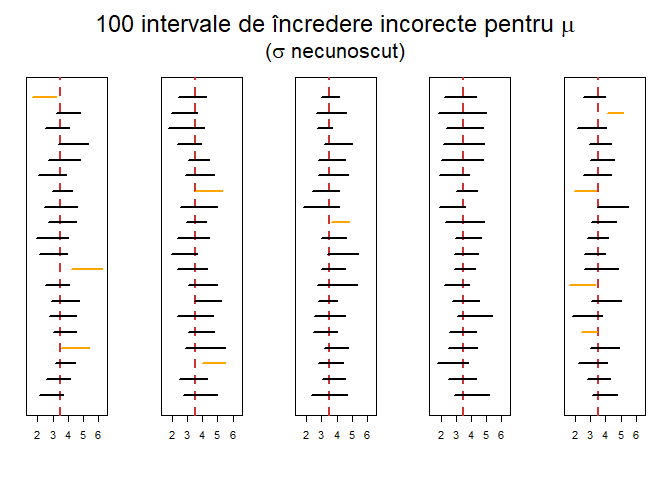 100 intervale de încredere incorecte pentru μ
(σ necunoscut)
2 3 4 5 6 2 3 4 5 6 2 3 4 5 6 2 3 4 5 6 2 3 4 5 6